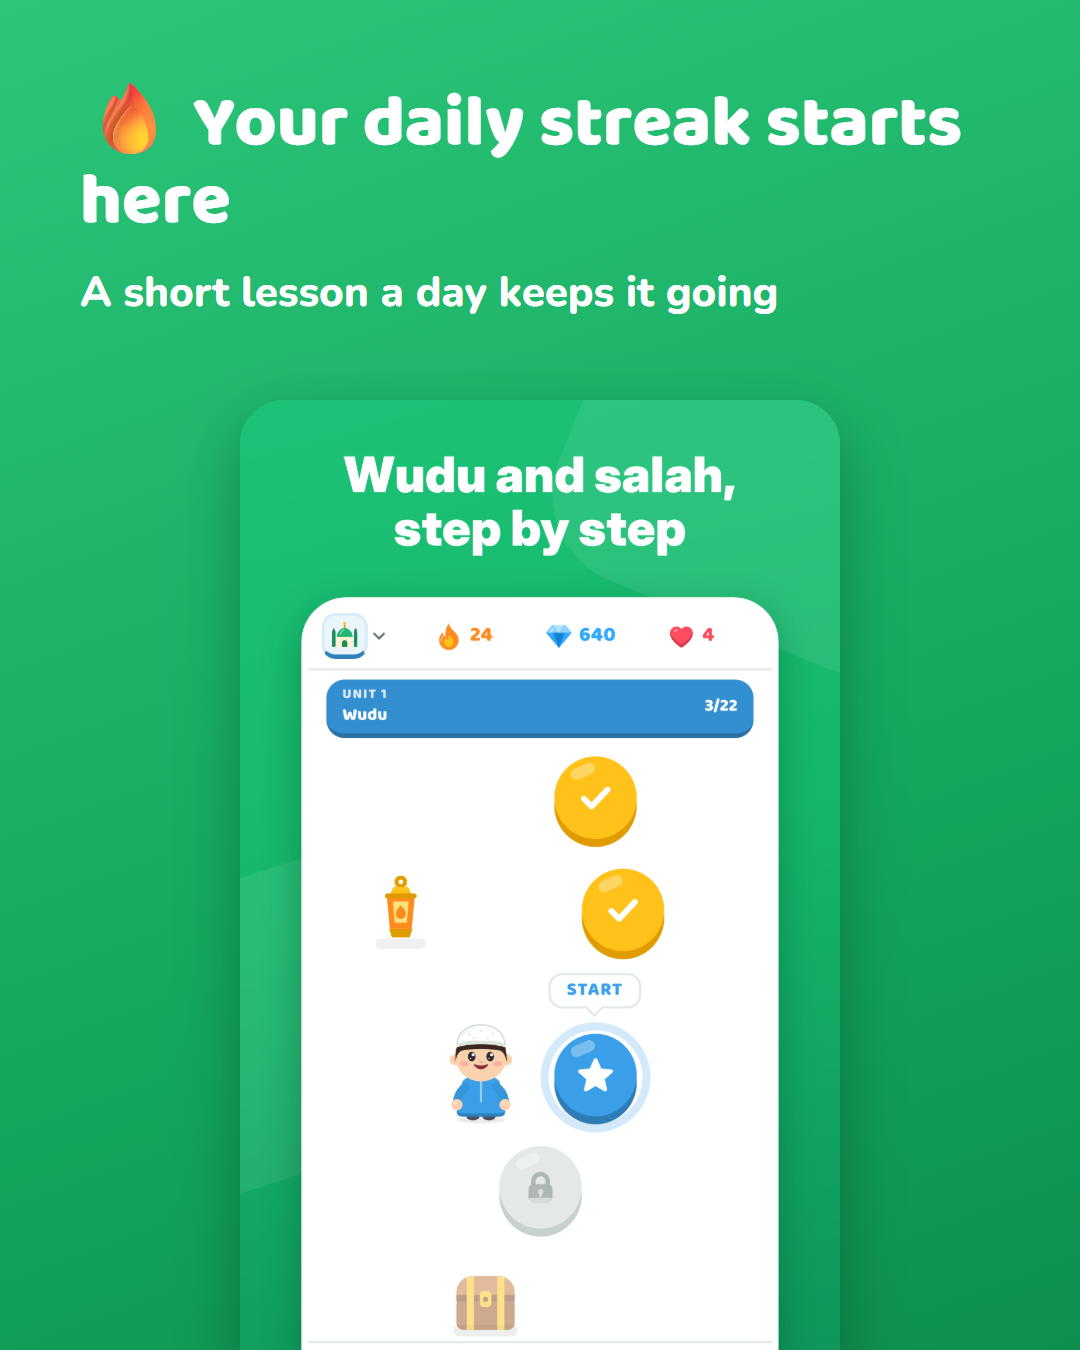 🔥 Your daily streak starts
here
A short lesson a day keeps it going
Wudu and salah,
step by step
24 640 4
UNIT 1
Wudu 3/22
START